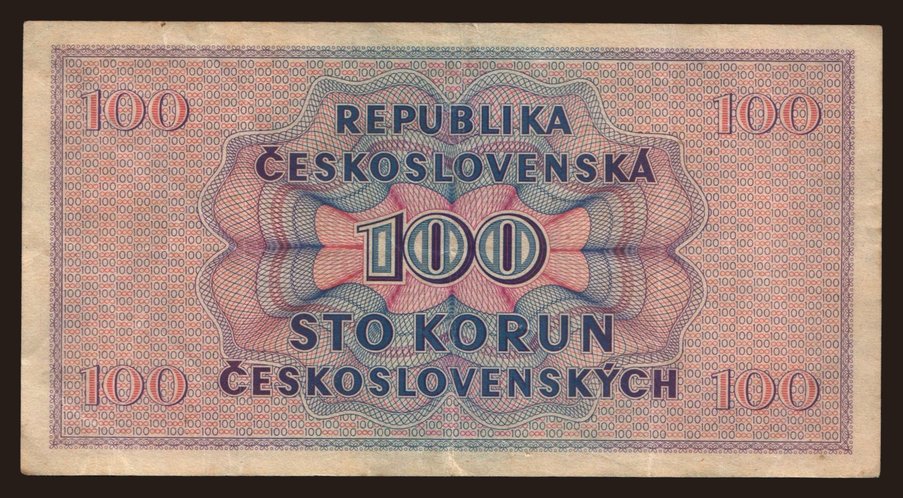 100 100
REPUBLIKA
ČESKOSLOVENSKÁ
100
STO KORUN
ČESKOSLOVENSKÝCH
100 100